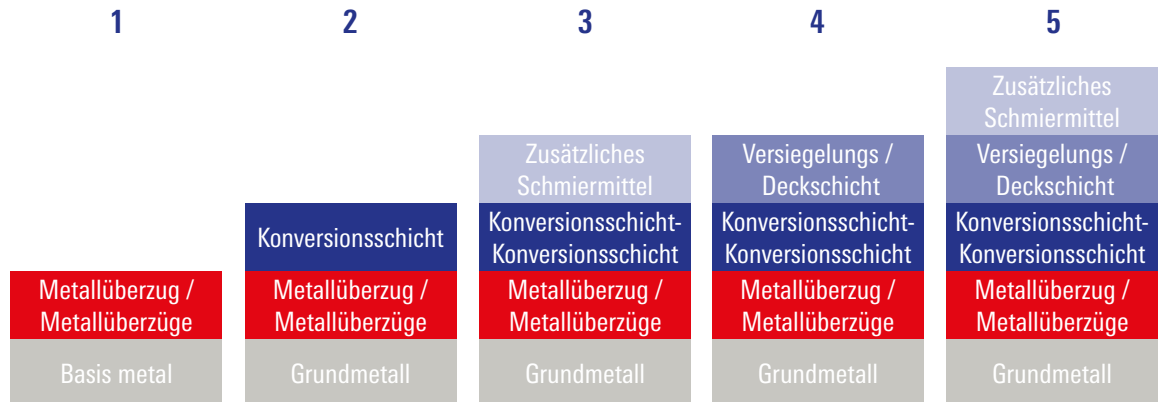 1
2
3
4
5
Zusätzliches
Schmiermittel
Zusätzliches
Schmiermittel
Versiegelungs /
Deckschicht
Versiegelungs /
Deckschicht
Konversionsschicht
Konversionsschicht-
Konversionsschicht
Konversionsschicht-
Konversionsschicht
Konversionsschicht-
Konversionsschicht
Metallüberzug /
Metallüberzüge
Metallüberzug /
Metallüberzüge
Metallüberzug /
Metallüberzüge
Metallüberzug /
Metallüberzüge
Metallüberzug /
Metallüberzüge
Basis metal
Grundmetall
Grundmetall
Grundmetall
Grundmetall